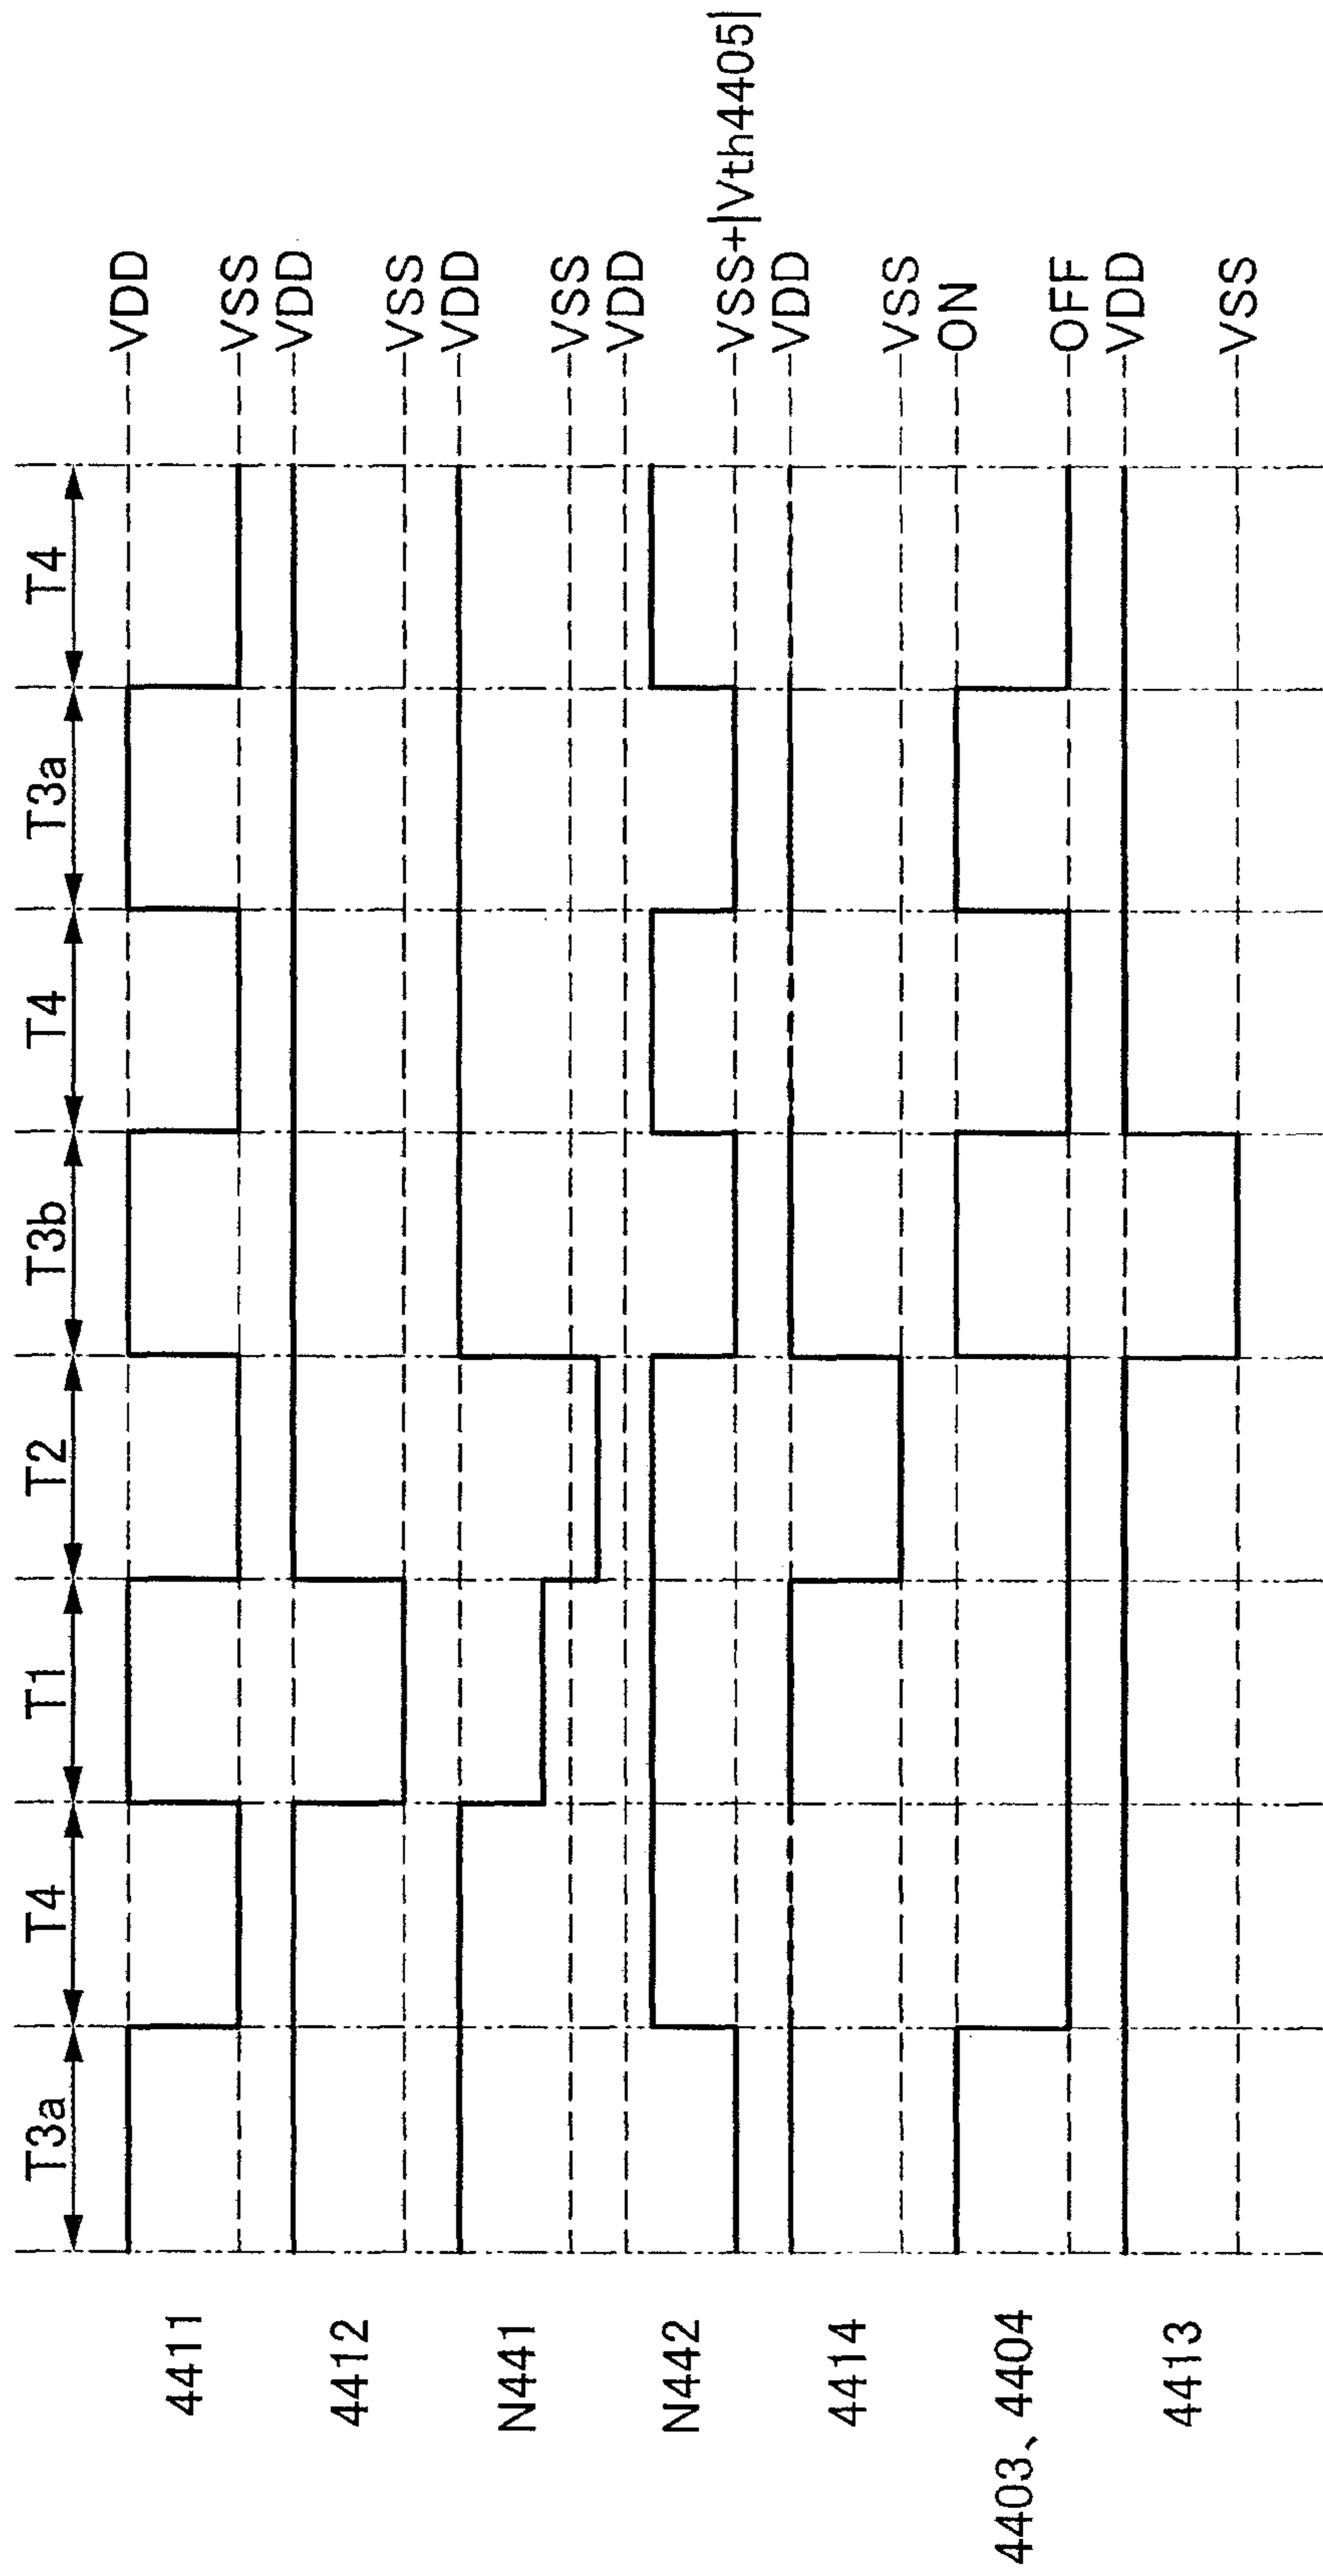 T3a T4 T1 T2 T3b T4 T3a T4
4411 VDD
VSS
4412 VDD
VSS
N441 VDD
VSS
N442 VDD
VSS+|Vth4405|
4414 VDD
VSS
4403、4404 ON
OFF
4413 VDD
VSS